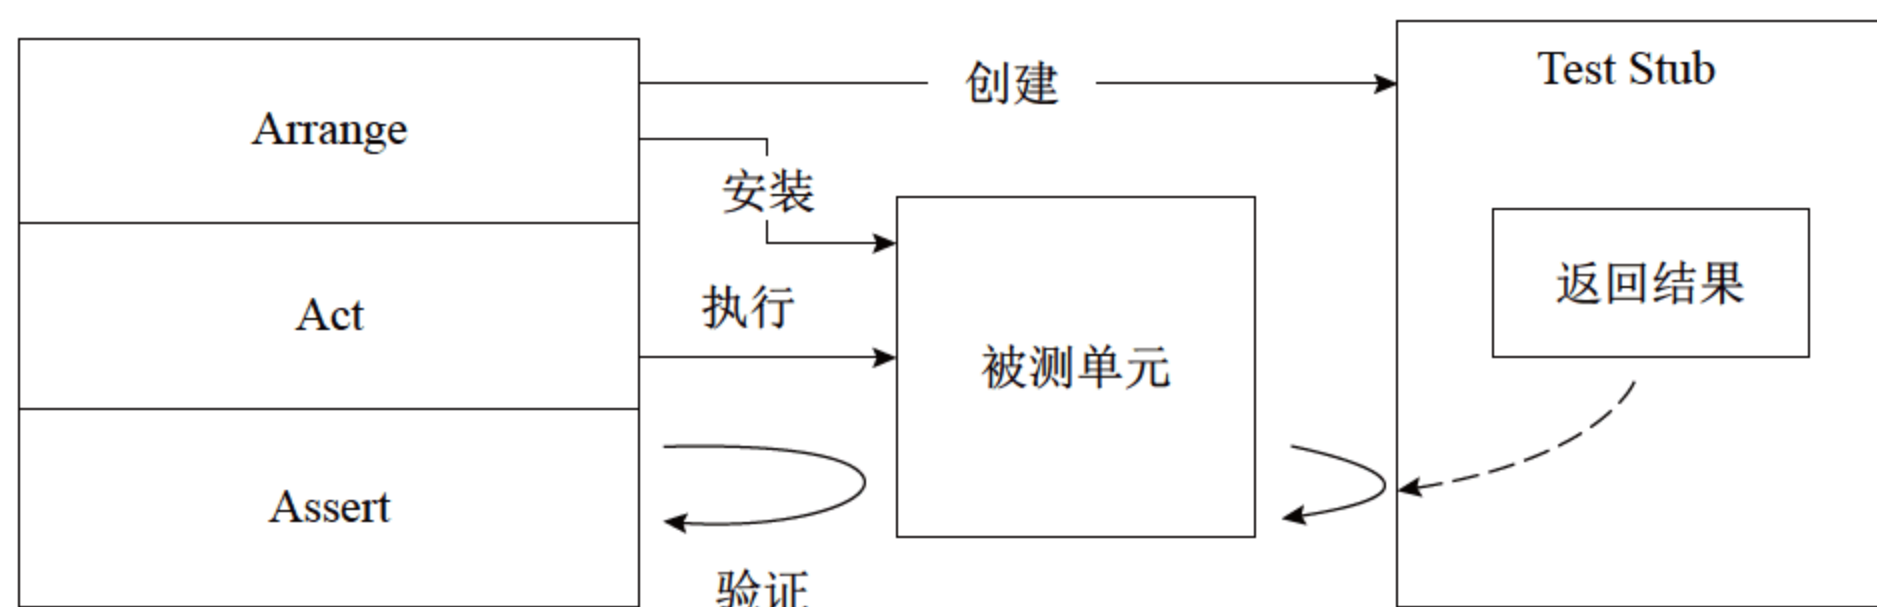 Arrange
创建
Test Stub
安装
Act
执行
被测单元
返回结果
Assert
验证